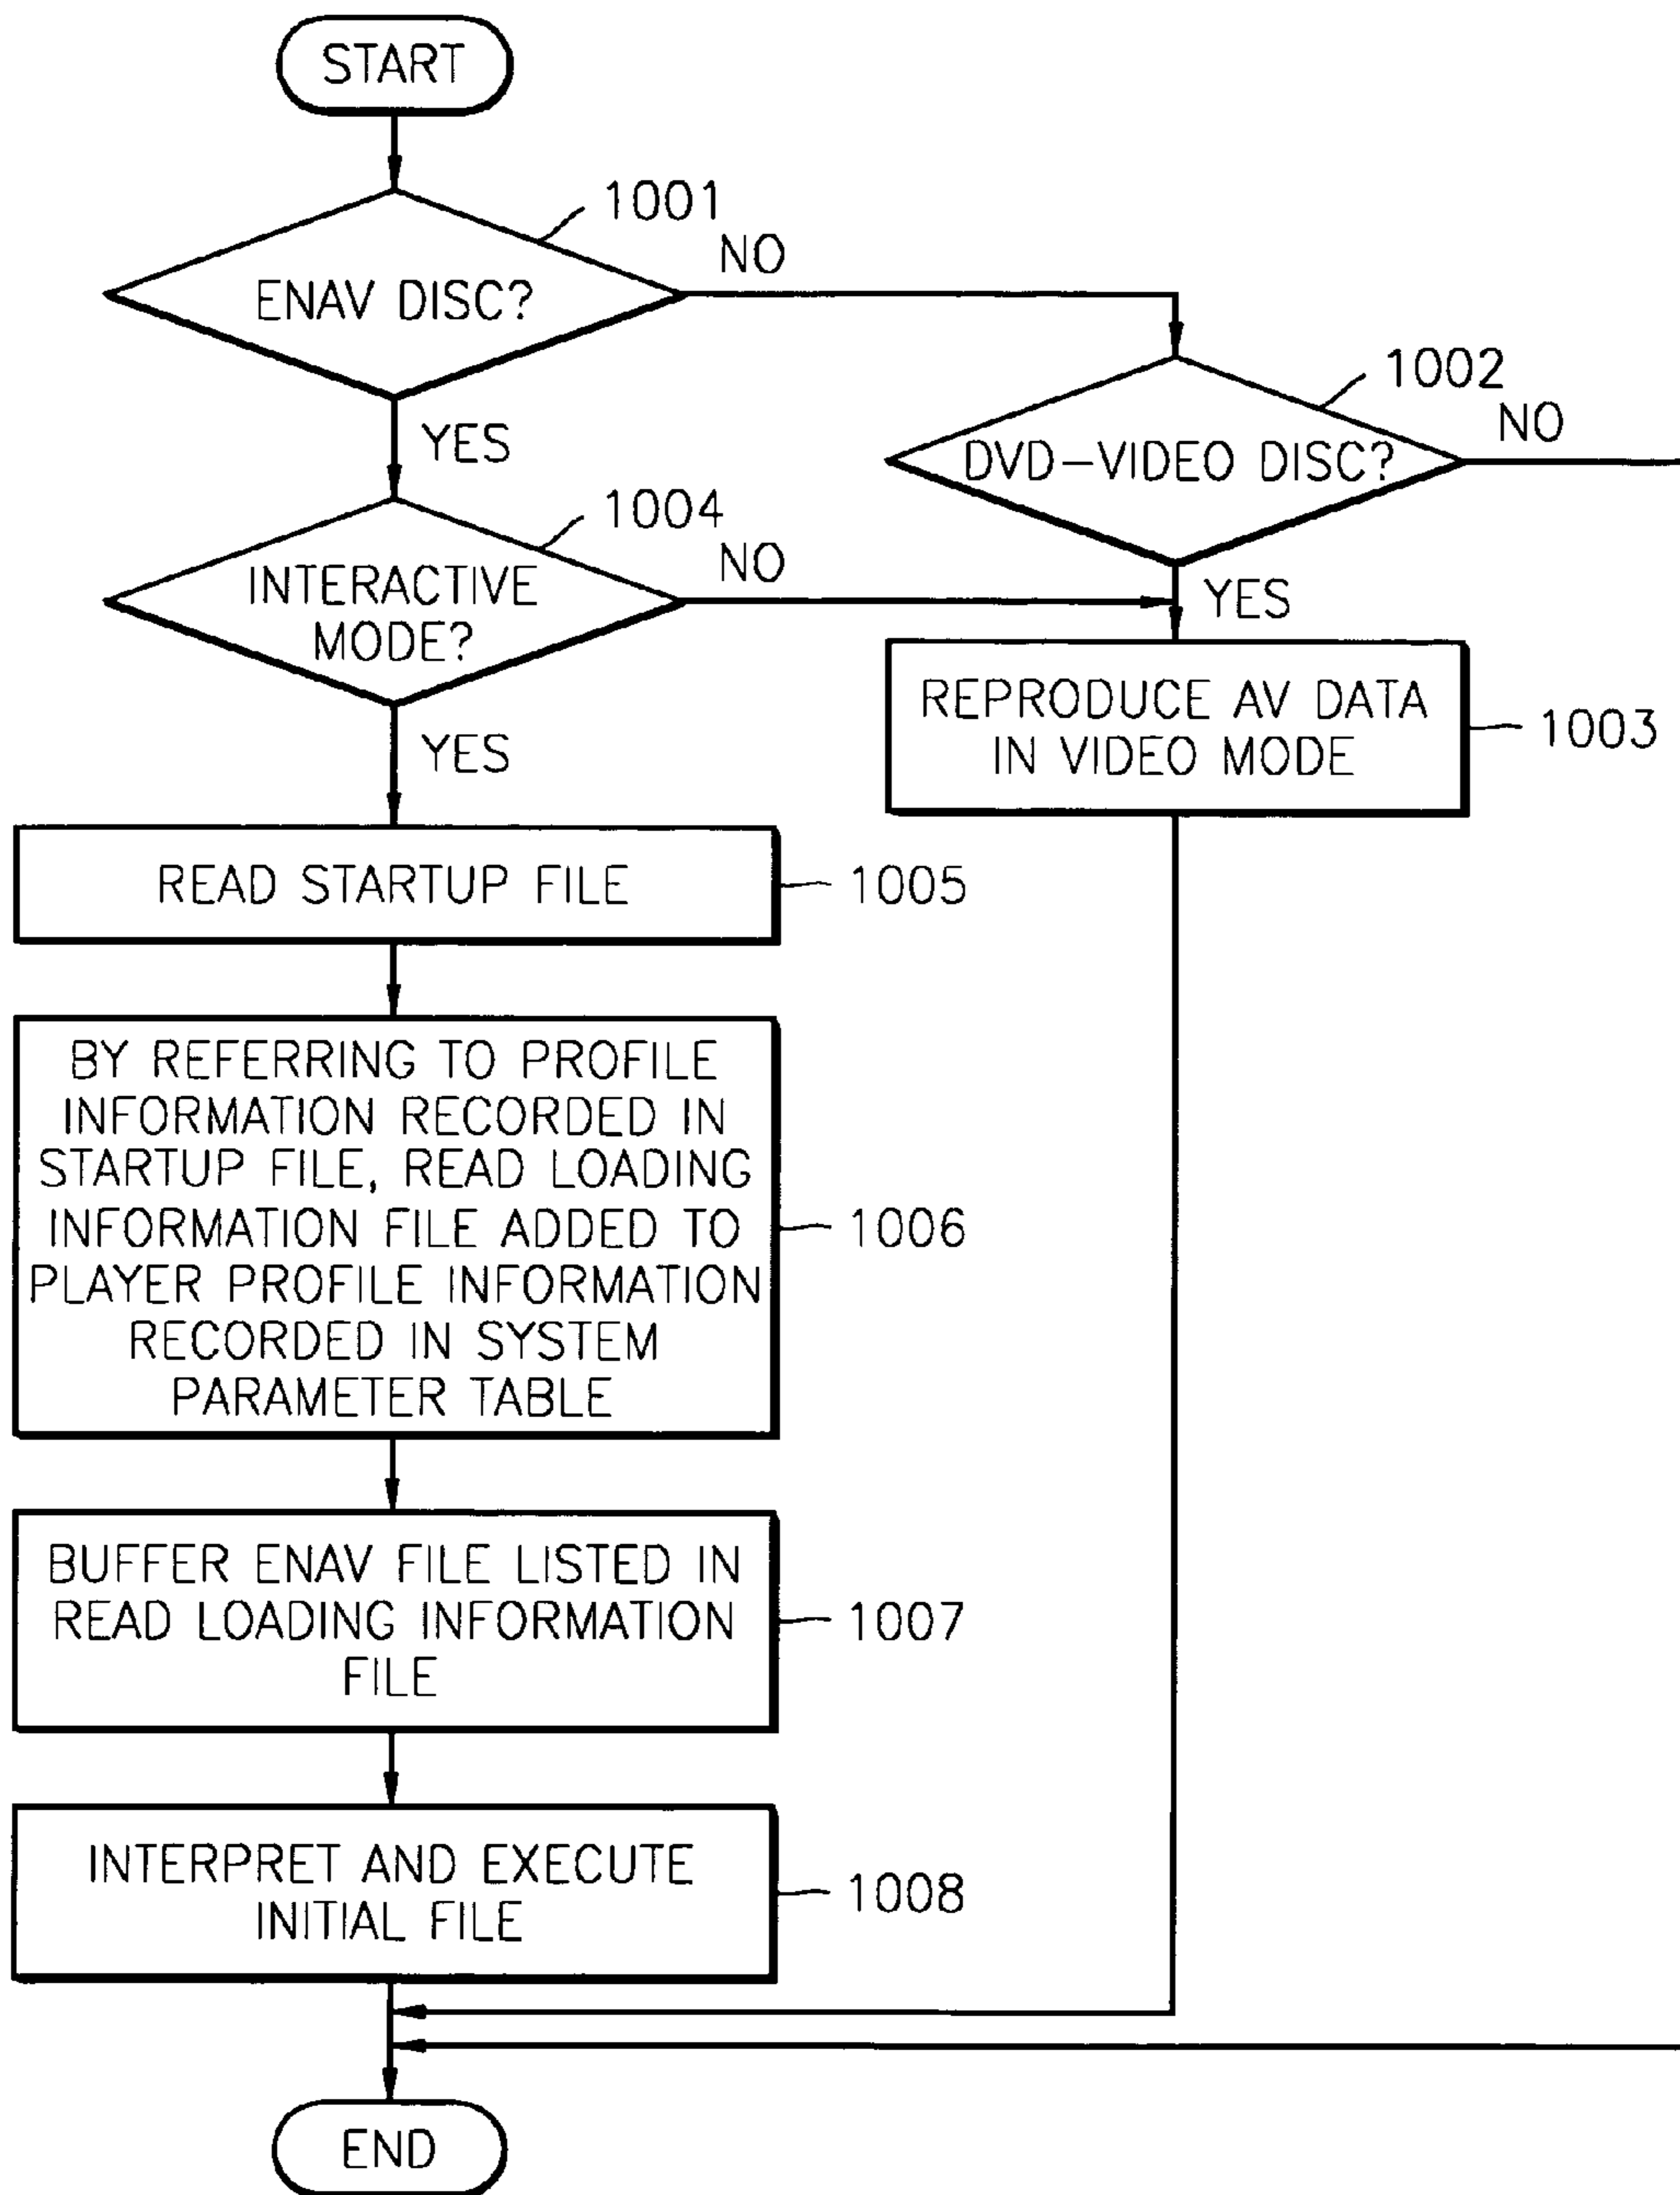 START
1001
NO
ENAV DISC?
1002
NO
YES
DVD-VIDEO DISC?
1004
NO
INTERACTIVE
MODE?
YES
REPRODUCE AV DATA
IN VIDEO MODE
1003
YES
READ STARTUP FILE
1005
BY REFERRING TO PROFILE
INFORMATION RECORDED IN
STARTUP FILE, READ LOADING
INFORMATION FILE ADDED TO
PLAYER PROFILE INFORMATION
RECORDED IN SYSTEM
PARAMETER TABLE
1006
BUFFER ENAV FILE LISTED IN
READ LOADING INFORMATION
FILE
1007
INTERPRET AND EXECUTE
INITIAL FILE
1008
END